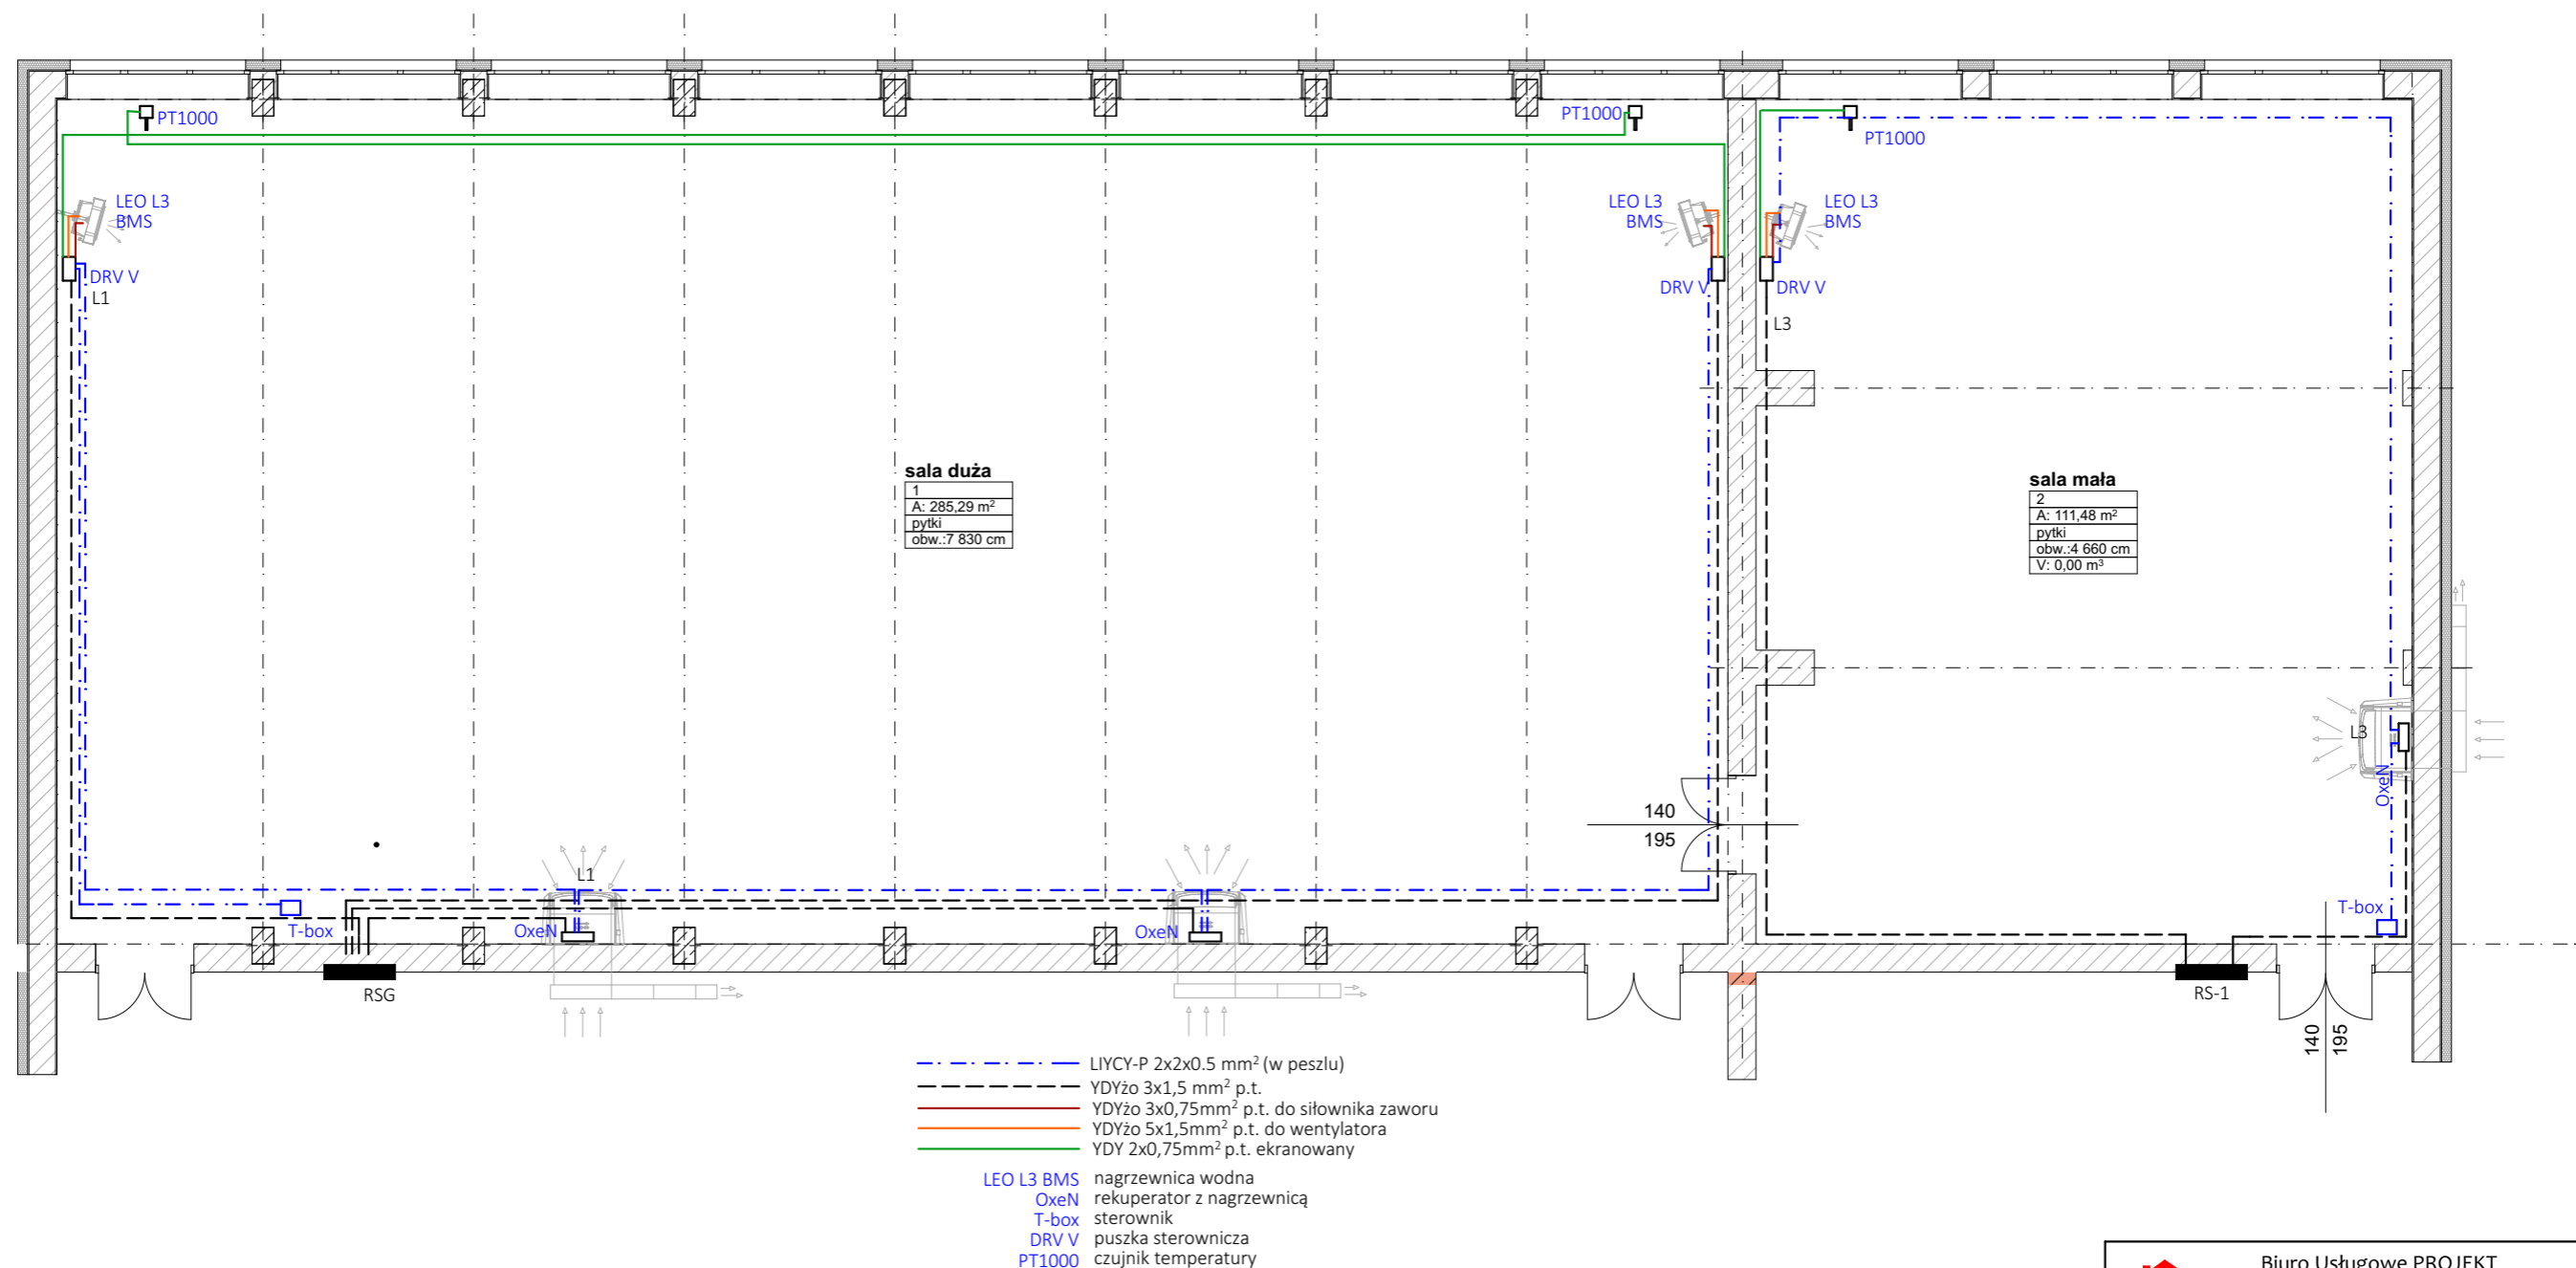 PT1000
PT1000
PT1000
LEO L3
BMS
LEO L3
BMS
LEO L3
BMS
DRV V
L1
DRV V
DRV V
L3
sala duża
1
A: 285,29 m²
pytki
obw.:7 830 cm
sala mała
2
A: 111,48 m²
pytki
obw.:4 660 cm
V: 0,00 m³
L3
OxeN
140
195
L1
T-box
OxeN
OxeN
T-box
RSG
RS-1
140
195
LIYCY-P 2x2x0.5 mm² (w peszlu)
YDYżo 3x1,5 mm² p.t.
YDYżo 3x0,75mm² p.t. do siłownika zaworu
YDYżo 5x1,5mm² p.t. do wentylatora
YDY 2x0,75mm² p.t. ekranowany
LEO L3 BMS nagrzewnica wodna
OxeN rekuperator z nagrzewnicą
T-box sterownik
DRV V puszka sterownicza
PT1000 czujnik temperatury
Biuro Usługowe PROJEKT